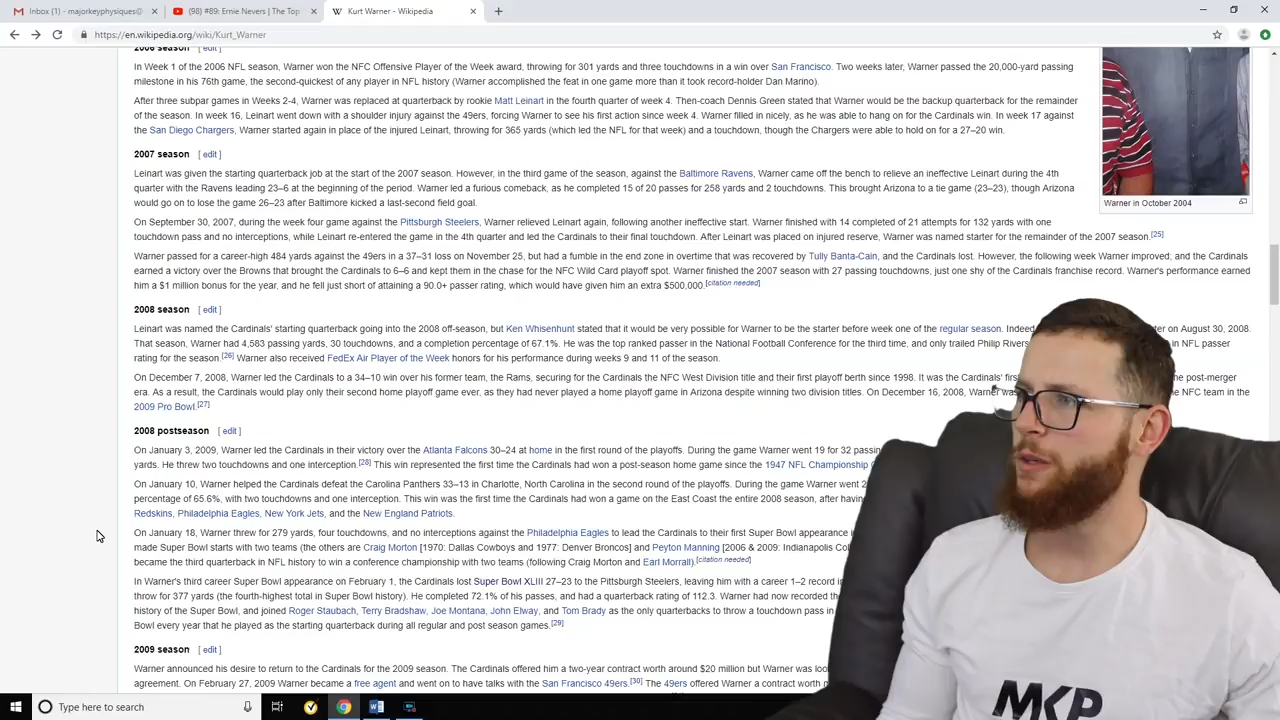 Inbox (1) - majorkeyphysiques@
(98) #89: Ernie Nevers | The Top
Kurt Warner - Wikipedia
https://en.wikipedia.org/wiki/Kurt_Warner
2006 season [ edit ]
In Week 1 of the 2006 NFL season, Warner won the NFC Offensive Player of the Week award, throwing for 301 yards and three touchdowns in a win over San Francisco. Two weeks later, Warner passed the 20,000-yard passing
milestone in his 76th game, the second-quickest of any player in NFL history (Warner accomplished the feat in one game more than it took record-holder Dan Marino).
After three subpar games in Weeks 2-4, Warner was replaced at quarterback by rookie Matt Leinart in the fourth quarter of week 4. Then-coach Dennis Green stated that Warner would be the backup quarterback for the remainder
of the season. In week 16, Leinart went down with a shoulder injury against the 49ers, forcing Warner to see his first action since week 4. Warner filled in nicely, as he was able to hang on for the Cardinals win. In week 17 against
the San Diego Chargers, Warner started again in place of the injured Leinart, throwing for 365 yards (which led the NFL for that week) and a touchdown, though the Chargers were able to hold on for a 27–20 win.
Warner in October 2004
2007 season [ edit ]
Leinart was given the starting quarterback job at the start of the 2007 season. However, in the third game of the season, against the Baltimore Ravens, Warner came off the bench to relieve an ineffective Leinart during the 4th
quarter with the Ravens leading 23–6 at the beginning of the period. Warner led a furious comeback, as he completed 15 of 20 passes for 258 yards and 2 touchdowns. This brought Arizona to a tie game (23–23), though Arizona
would go on to lose the game 26–23 after Baltimore kicked a last-second field goal.
On September 30, 2007, during the week four game against the Pittsburgh Steelers, Warner relieved Leinart again, following another ineffective start. Warner finished with 14 completed of 21 attempts for 132 yards with one
touchdown pass and no interceptions, while Leinart re-entered the game in the 4th quarter and led the Cardinals to their final touchdown. After Leinart was placed on injured reserve, Warner was named starter for the remainder of the 2007 season.[25]
Warner passed for a career-high 484 yards against the 49ers in a 37–31 loss on November 25, but had a fumble in the end zone in overtime that was recovered by Tully Banta-Cain, and the Cardinals lost. However, the following week Warner improved; and the Cardinals
earned a victory over the Browns that brought the Cardinals to 6–6 and kept them in the chase for the NFC Wild Card playoff spot. Warner finished the 2007 season with 27 passing touchdowns, just one shy of the Cardinals franchise record. Warner's performance earned
him a $1 million bonus for the year, and he fell just short of attaining a 90.0+ passer rating, which would have given him an extra $500,000.[citation needed]
2008 season [ edit ]
Leinart was named the Cardinals' starting quarterback going into the 2008 off-season, but Ken Whisenhunt stated that it would be very possible for Warner to be the starter before week one of the regular season. Indeed on August 30, 2008.
That season, Warner had 4,583 passing yards, 30 touchdowns, and a completion percentage of 67.1%. He was the top ranked passer in the National Football Conference for the third time, and only trailed Philip Rivers in NFL passer
rating for the season.[26] Warner also received FedEx Air Player of the Week honors for his performance during weeks 9 and 11 of the season.
On December 7, 2008, Warner led the Cardinals to a 34–10 win over his former team, the Rams, securing for the Cardinals the NFC West Division title and their first playoff berth since 1998. It was the Cardinals' first the post-merger
era. As a result, the Cardinals would play only their second home playoff game ever, as they had never played a home playoff game in Arizona despite winning two division titles. On December 16, 2008, Warner was the NFC team in the
2009 Pro Bowl.[27]
2008 postseason [ edit ]
On January 3, 2009, Warner led the Cardinals in their victory over the Atlanta Falcons 30–24 at home in the first round of the playoffs. During the game Warner went 19 for 32 passing
yards. He threw two touchdowns and one interception.[28] This win represented the first time the Cardinals had won a post-season home game since the 1947 NFL Championship
On January 10, Warner helped the Cardinals defeat the Carolina Panthers 33–13 in Charlotte, North Carolina in the second round of the playoffs. During the game Warner went
percentage of 65.6%, with two touchdowns and one interception. This win was the first time the Cardinals had won a game on the East Coast the entire 2008 season, after
Redskins, Philadelphia Eagles, New York Jets, and the New England Patriots.
On January 18, Warner threw for 279 yards, four touchdowns, and no interceptions against the Philadelphia Eagles to lead the Cardinals to their first Super Bowl appearance
made Super Bowl starts with two teams (the others are Craig Morton [1970: Dallas Cowboys and 1977: Denver Broncos] and Peyton Manning [2006 & 2009: Indianapolis
became the third quarterback in NFL history to win a conference championship with two teams (following Craig Morton and Earl Morrall).[citation needed]
In Warner's third career Super Bowl appearance on February 1, the Cardinals lost Super Bowl XLIII 27–23 to the Pittsburgh Steelers, leaving him with a career 1–2 record
throw for 377 yards (the fourth-highest total in Super Bowl history). He completed 72.1% of his passes, and had a quarterback rating of 112.3. Warner had now recorded the
history of the Super Bowl, and joined Roger Staubach, Terry Bradshaw, Joe Montana, John Elway, and Tom Brady as the only quarterbacks to throw a touchdown pass in
Bowl every year that he played as the starting quarterback during all regular and post season games.[29]
2009 season [ edit ]
Warner announced his desire to return to the Cardinals for the 2009 season. The Cardinals offered him a two-year contract worth around $20 million but Warner was
agreement. On February 27, 2009 Warner became a free agent and went on to have talks with the San Francisco 49ers.[30] The 49ers offered Warner a contract worth
MKP
Type here to search